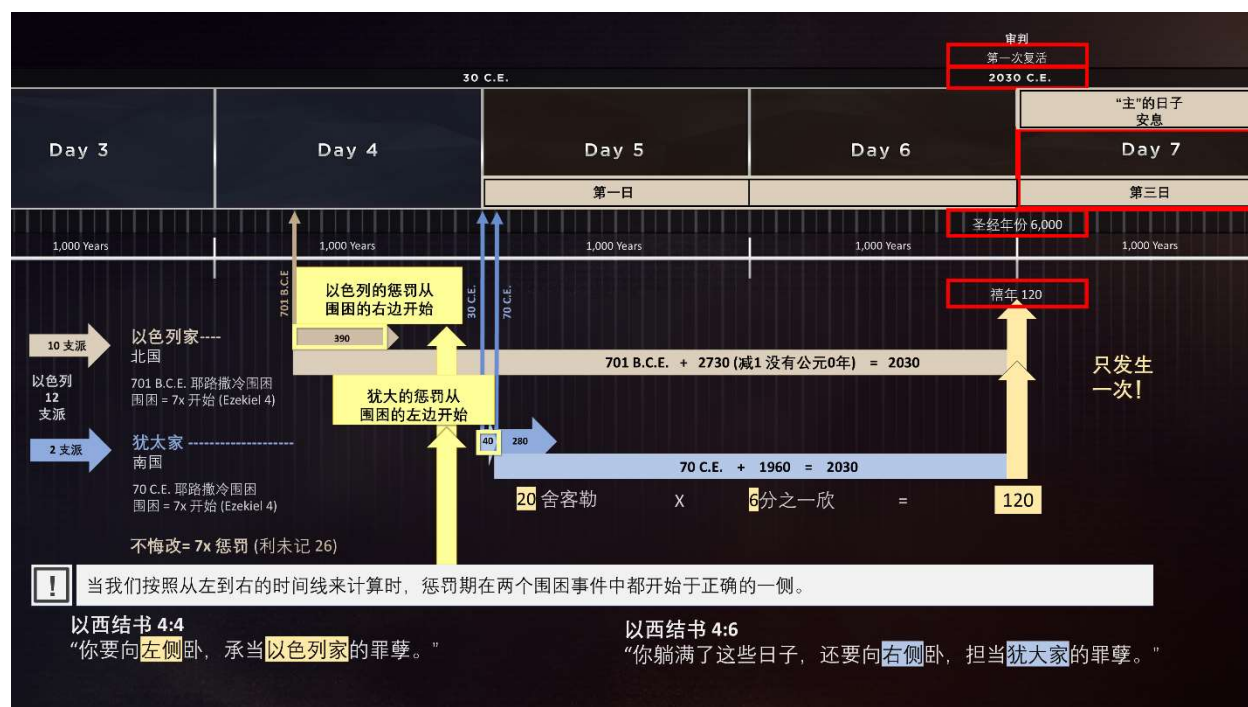 审判
第一次复活
30 C.E.
2030 C.E.
"主"的日子
安息
Day 3
Day 4
Day 5
Day 6
Day 7
第一日
第三日
圣经年份 6,000
1,000 Years
1,000 Years
1,000 Years
1,000 Years
1,000 Years
701 B.C.E
以色列的惩罚从
围困的右边开始
30 C.E.
70 C.E.
禧年 120
10 支派
以色列家----
北国
390
701 B.C.E. + 2730 (减1 没有公元0年) = 2030
只发生
一次!
701 B.C.E. 耶路撒冷围困
围困 = 7x 开始 (Ezekiel 4)
以色列
12
支派
犹大的惩罚从
围困的左边开始
2 支派
犹太家 -------------------
南国
40
280
70 C.E. + 1960 = 2030
70 C.E. 耶路撒冷围困
围困 = 7x 开始 (Ezekiel 4)
20 舍客勒 X 6分之一欣 = 120
不悔改= 7x 惩罚 (利未记 26)
! 当我们按照从左到右的时间线来计算时，惩罚期在两个围困事件中都开始于正确的一侧。
以西结书 4:4
"你要向左侧卧，承当以色列家的罪孽。"
以西结书 4:6
"你躺满了这些日子，还要向右侧卧，担当犹大家的罪孽。"